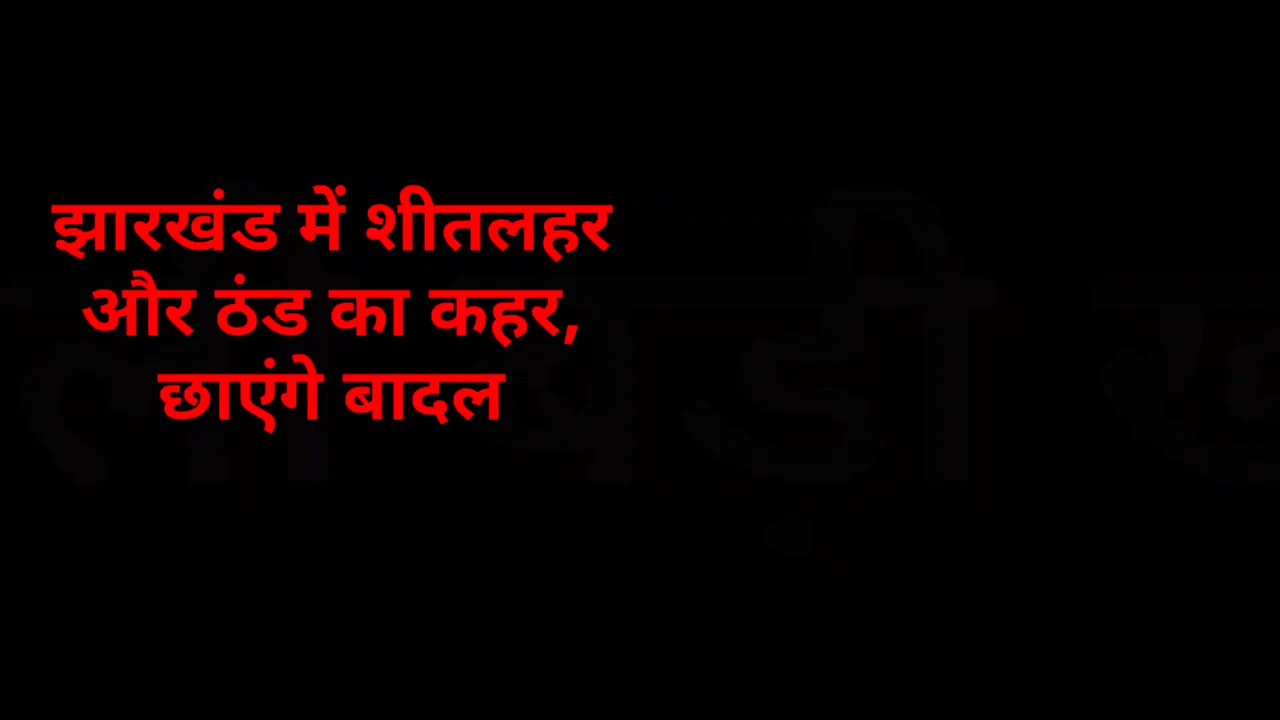 झारखंड में शीतलहर
और ठंड का कहर,
छाएंगे बादल